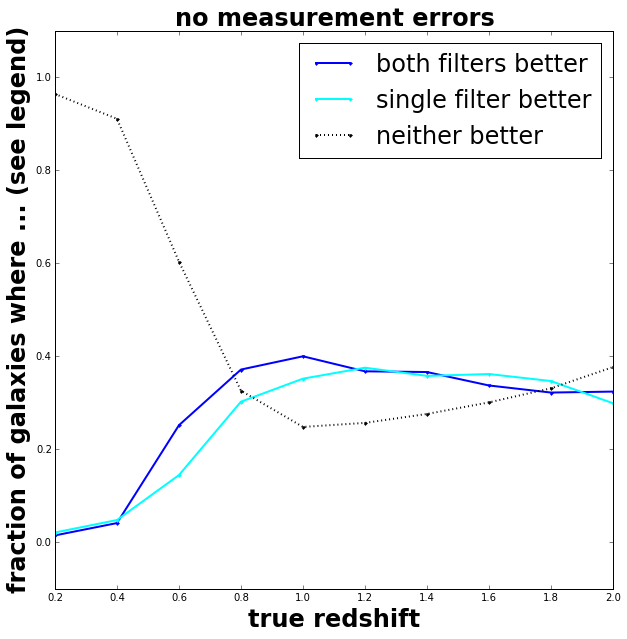 no measurement errors
both filters better
single filter better
neither better
fraction of galaxies where ... (see legend)
1.0
0.8
0.6
0.4
0.2
0.0
0.2 0.4 0.6 0.8 1.0 1.2 1.4 1.6 1.8 2.0
true redshift